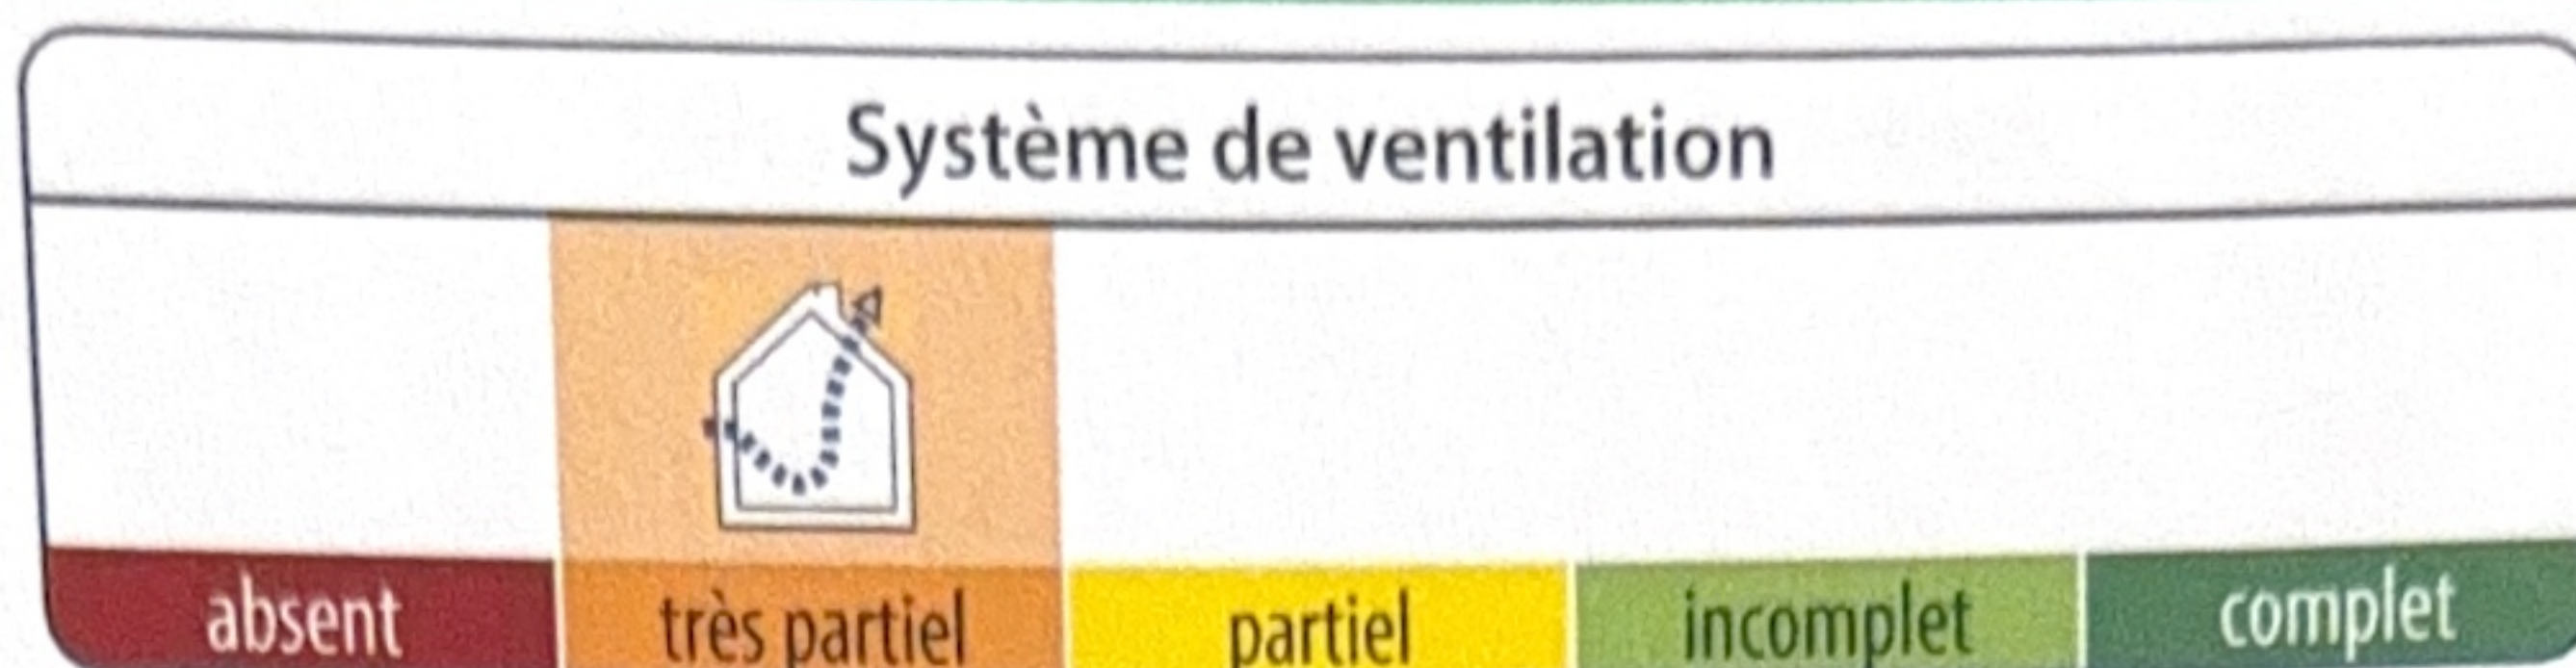 Système de ventilation
absent
très partiel
partiel
incomplet
complet